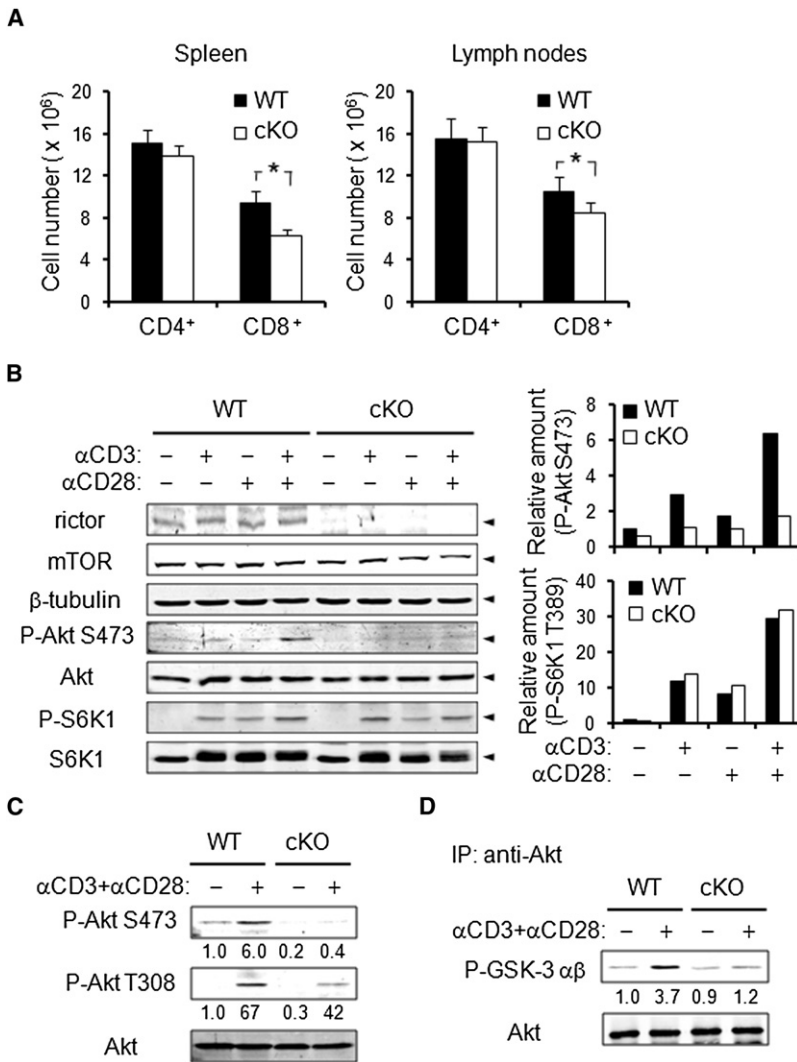 A
Spleen
Lymph nodes
Cell number ( x 10⁶)
20
16
12
8
4
0
WT
cKO
*
CD4⁺
CD8⁺
Cell number ( x 10⁶)
20
16
12
8
4
0
WT
cKO
*
CD4⁺
CD8⁺
B
WT
cKO
αCD3: – + – + – + – +
αCD28: – – + + – – + +
rictor
mTOR
β-tubulin
P-Akt S473
Akt
P-S6K1
S6K1
Relative amount
(P-Akt S473)
8
6
4
2
0
WT
cKO
Relative amount
(P-S6K1 T389)
40
30
20
10
0
WT
cKO
αCD3: – + – +
αCD28: – – + +
C
WT
cKO
αCD3+αCD28: – + – +
P-Akt S473
1.0 6.0 0.2 0.4
P-Akt T308
1.0 67 0.3 42
Akt
D
IP: anti-Akt
WT
cKO
αCD3+αCD28: – + – +
P-GSK-3 αβ
1.0 3.7 0.9 1.2
Akt